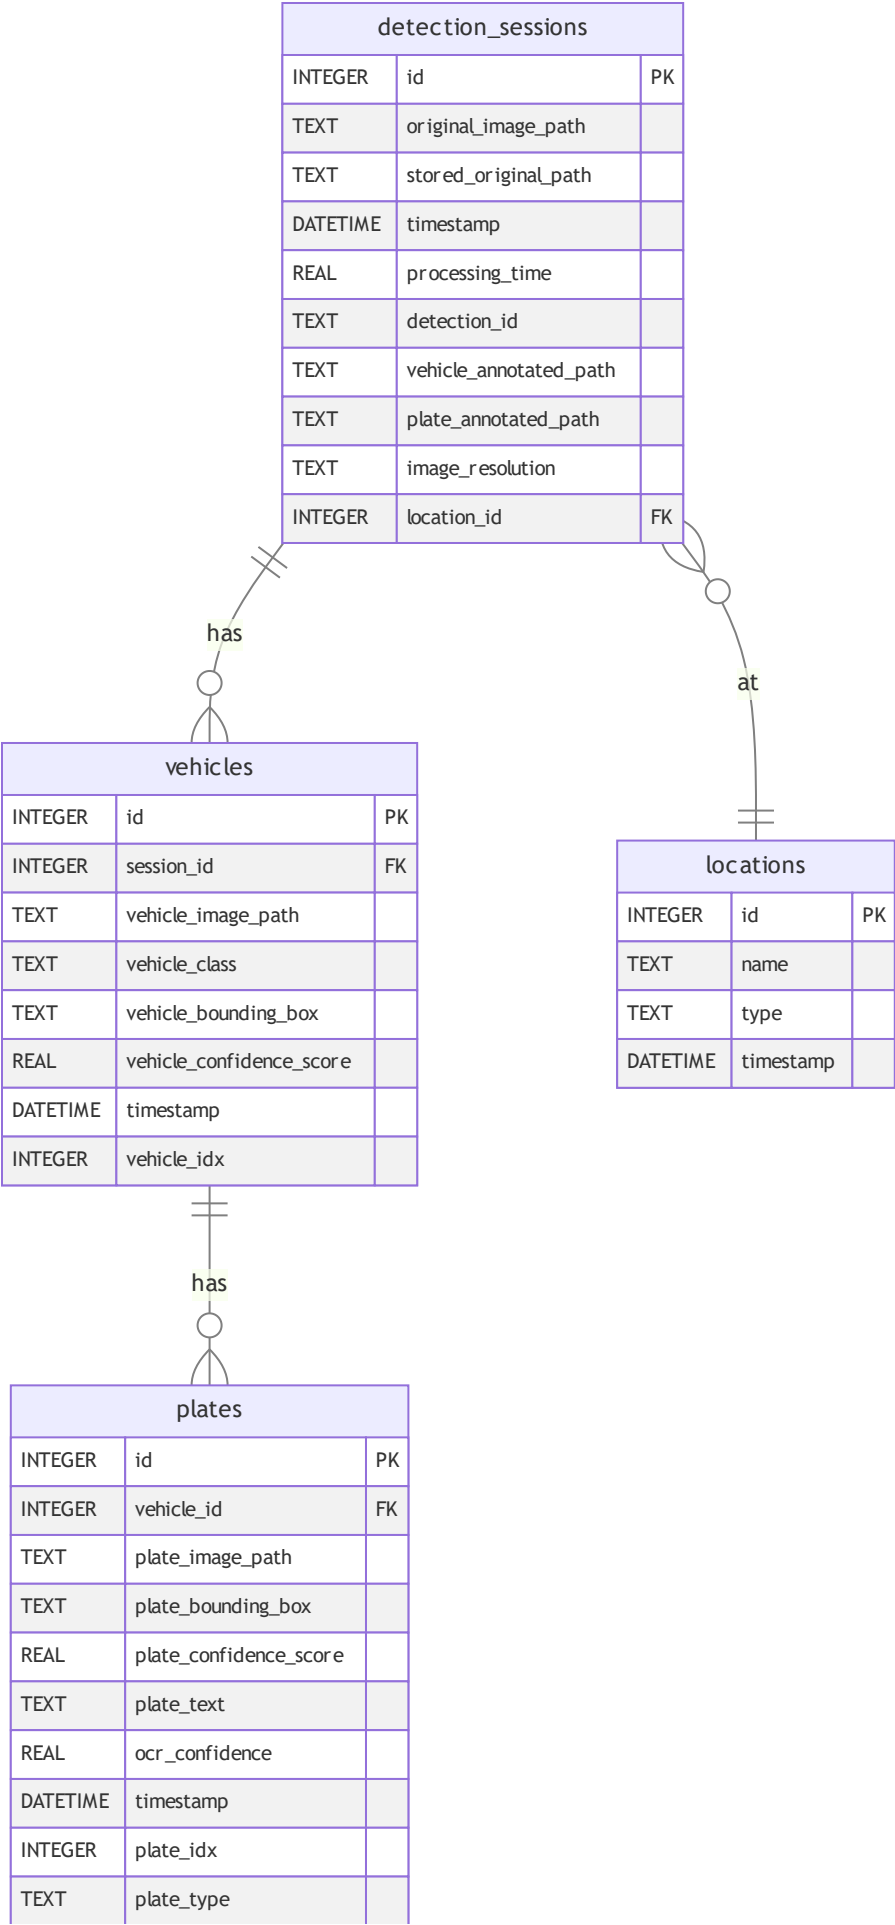 detection_sessions
INTEGER id PK
TEXT original_image_path
TEXT stored_original_path
DATETIME timestamp
REAL processing_time
TEXT detection_id
TEXT vehicle_annotated_path
TEXT plate_annotated_path
TEXT image_resolution
INTEGER location_id FK
has
at
vehicles
INTEGER id PK
INTEGER session_id FK
TEXT vehicle_image_path
TEXT vehicle_class
TEXT vehicle_bounding_box
REAL vehicle_confidence_score
DATETIME timestamp
INTEGER vehicle_idx
locations
INTEGER id PK
TEXT name
TEXT type
DATETIME timestamp
has
plates
INTEGER id PK
INTEGER vehicle_id FK
TEXT plate_image_path
TEXT plate_bounding_box
REAL plate_confidence_score
TEXT plate_text
REAL ocr_confidence
DATETIME timestamp
INTEGER plate_idx
TEXT plate_type